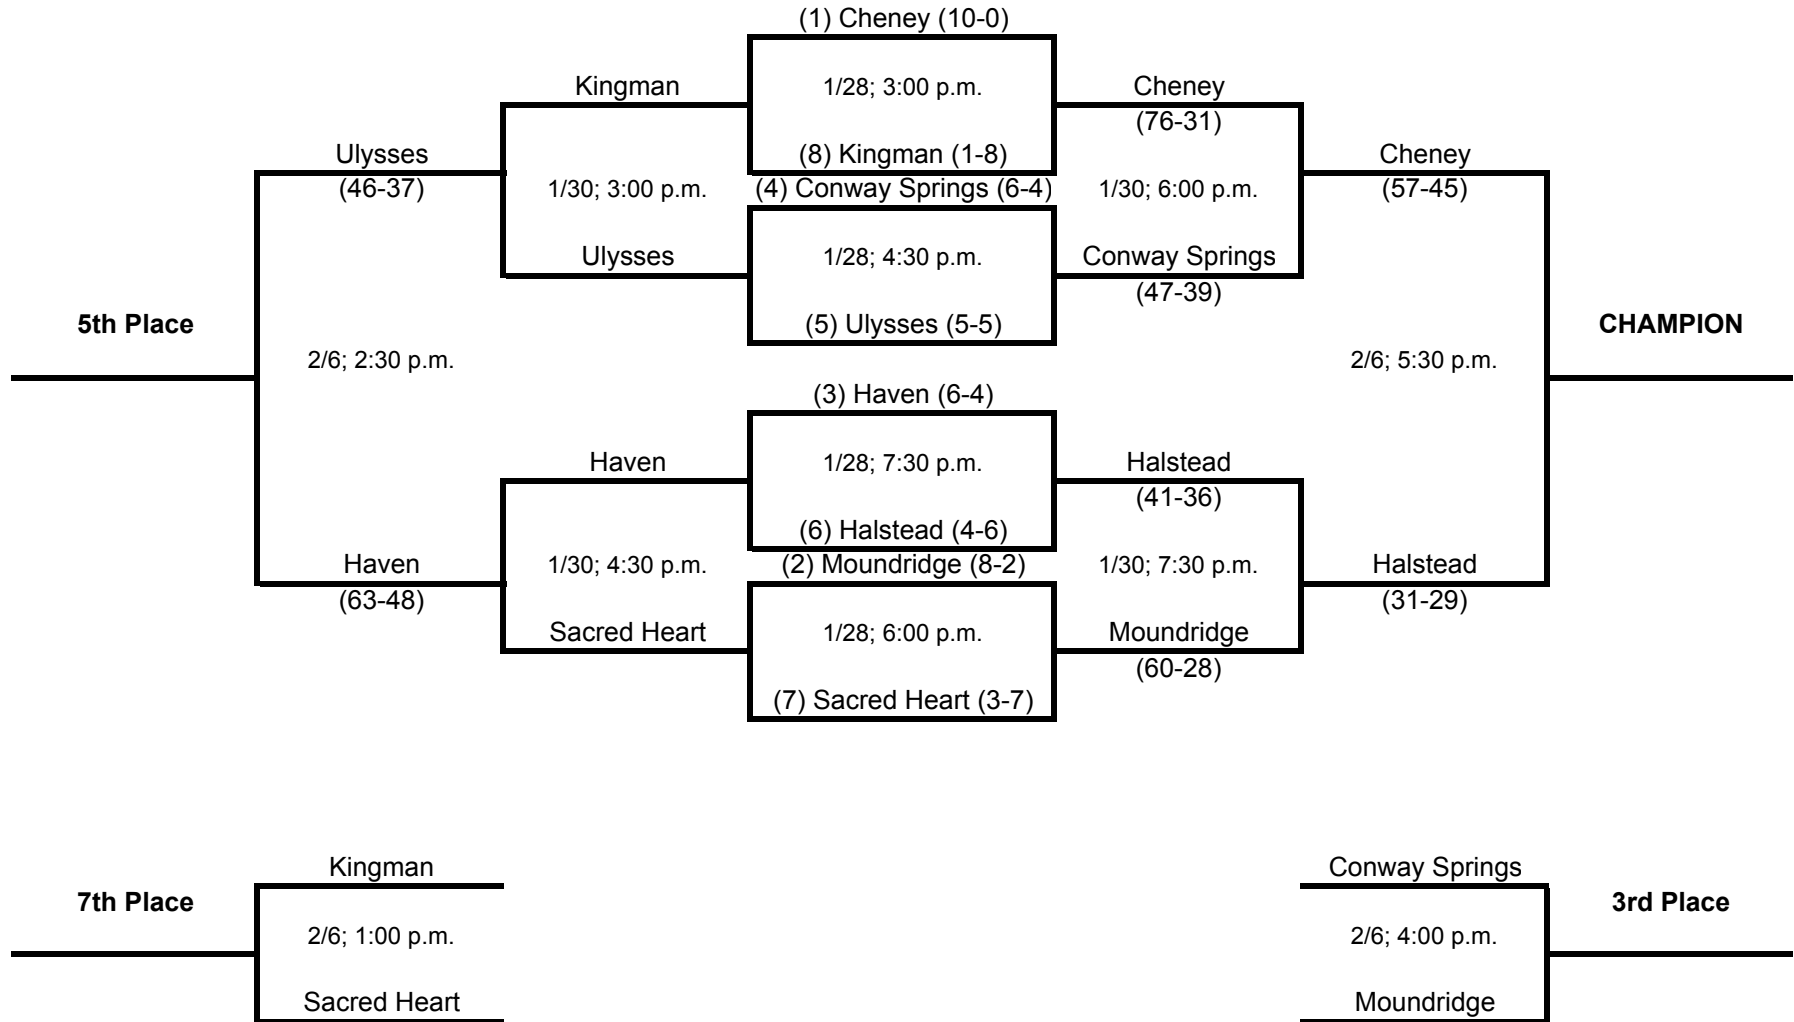 (1) Cheney (10-0)
Kingman 1/28; 3:00 p.m. Cheney
(76-31)
Ulysses (8) Kingman (1-8) Cheney
(46-37) 1/30; 3:00 p.m. (4) Conway Springs (6-4) 1/30; 6:00 p.m. (57-45)
Ulysses 1/28; 4:30 p.m. Conway Springs
(47-39)
5th Place (5) Ulysses (5-5) CHAMPION
2/6; 2:30 p.m. 2/6; 5:30 p.m.
(3) Haven (6-4)
Haven 1/28; 7:30 p.m. Halstead
(41-36)
(6) Halstead (4-6)
Haven 1/30; 4:30 p.m. (2) Moundridge (8-2) 1/30; 7:30 p.m. Halstead
(63-48) (31-29)
Sacred Heart 1/28; 6:00 p.m. Moundridge
(60-28)
(7) Sacred Heart (3-7)
Kingman Conway Springs
7th Place 3rd Place
2/6; 1:00 p.m. 2/6; 4:00 p.m.
Sacred Heart Moundridge